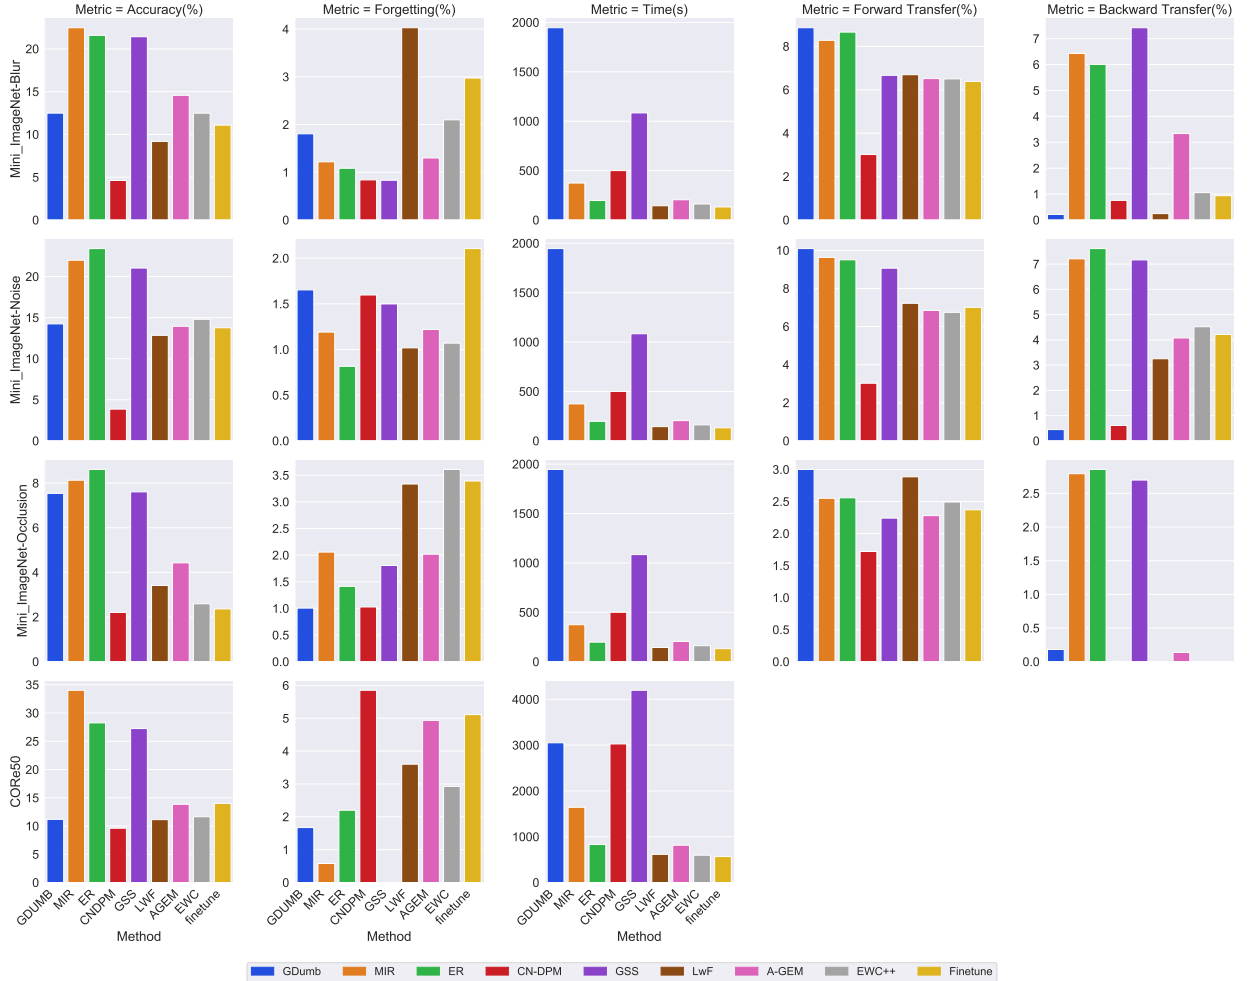 Metric = Accuracy(%)
Metric = Forgetting(%)
Metric = Time(s)
Metric = Forward Transfer(%)
Metric = Backward Transfer(%)
Mini_ImageNet-Blur
20
15
10
5
0
4
3
2
1
0
2000
1500
1000
500
0
8
6
4
2
0
7
6
5
4
3
2
1
0
Mini_ImageNet-Noise
20
15
10
5
0
2.0
1.5
1.0
0.5
0.0
2000
1500
1000
500
0
10
8
6
4
2
0
7
6
5
4
3
2
1
0
Mini_ImageNet-Occlusion
8
6
4
2
0
3.5
3.0
2.5
2.0
1.5
1.0
0.5
0.0
2000
1500
1000
500
0
3.0
2.5
2.0
1.5
1.0
0.5
0.0
2.5
2.0
1.5
1.0
0.5
0.0
CORe50
35
30
25
20
15
10
5
0
6
5
4
3
2
1
0
4000
3000
2000
1000
0
GDUMB
MIR
ER
CNDPM
GSS
LWF
AGEM
EWC
finetune
Method
GDUMB
MIR
ER
CNDPM
GSS
LWF
AGEM
EWC
finetune
Method
GDUMB
MIR
ER
CNDPM
GSS
LWF
AGEM
EWC
finetune
Method
GDumb MIR ER CN-DPM GSS LwF A-GEM EWC++ Finetune